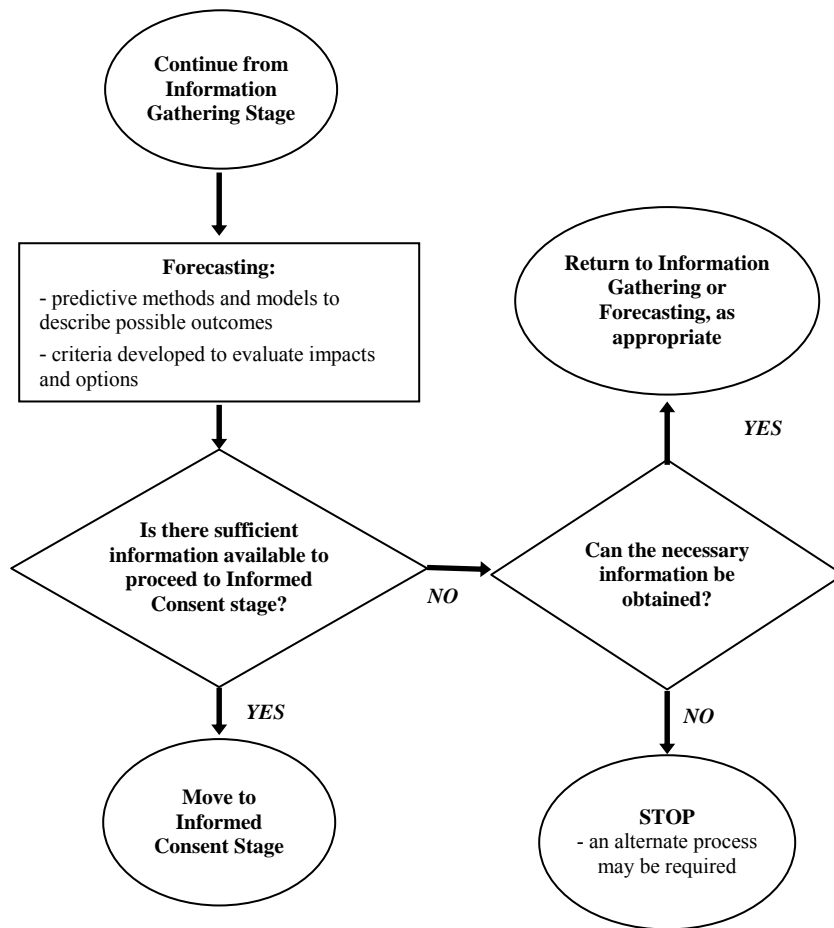 Continue from
Information
Gathering Stage
Forecasting:
- predictive methods and models to
describe possible outcomes
- criteria developed to evaluate impacts
and options
Is there sufficient
information available to
proceed to Informed
Consent stage?
NO
YES
Move to
Informed
Consent Stage
Return to Information
Gathering or
Forecasting, as
appropriate
YES
Can the necessary
information be
obtained?
NO
STOP
- an alternate process
may be required